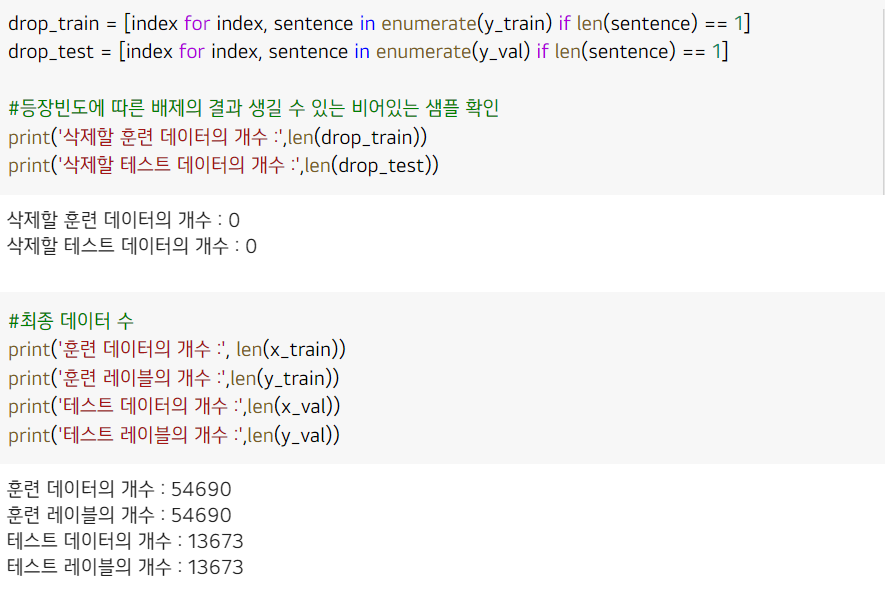 drop_train = [index for index, sentence in enumerate(y_train) if len(sentence) == 1]
drop_test = [index for index, sentence in enumerate(y_val) if len(sentence) == 1]
#등장빈도에 따른 배제의 결과 생길 수 있는 비어있는 샘플 확인
print('삭제할 훈련 데이터의 개수 :',len(drop_train))
print('삭제할 테스트 데이터의 개수 :',len(drop_test))
삭제할 훈련 데이터의 개수 : 0
삭제할 테스트 데이터의 개수 : 0
#최종 데이터 수
print('훈련 데이터의 개수 :', len(x_train))
print('훈련 레이블의 개수 :',len(y_train))
print('테스트 데이터의 개수 :',len(x_val))
print('테스트 레이블의 개수 :',len(y_val))
훈련 데이터의 개수 : 54690
훈련 레이블의 개수 : 54690
테스트 데이터의 개수 : 13673
테스트 레이블의 개수 : 13673